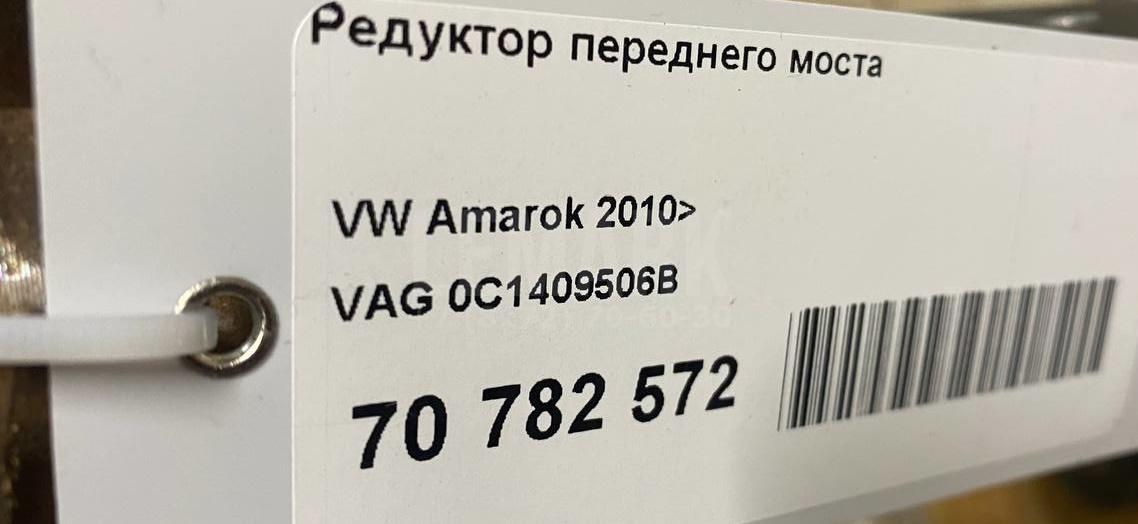 Редуктор переднего моста
VW Amarok 2010>
VAG 0C1409506B
70 782 572